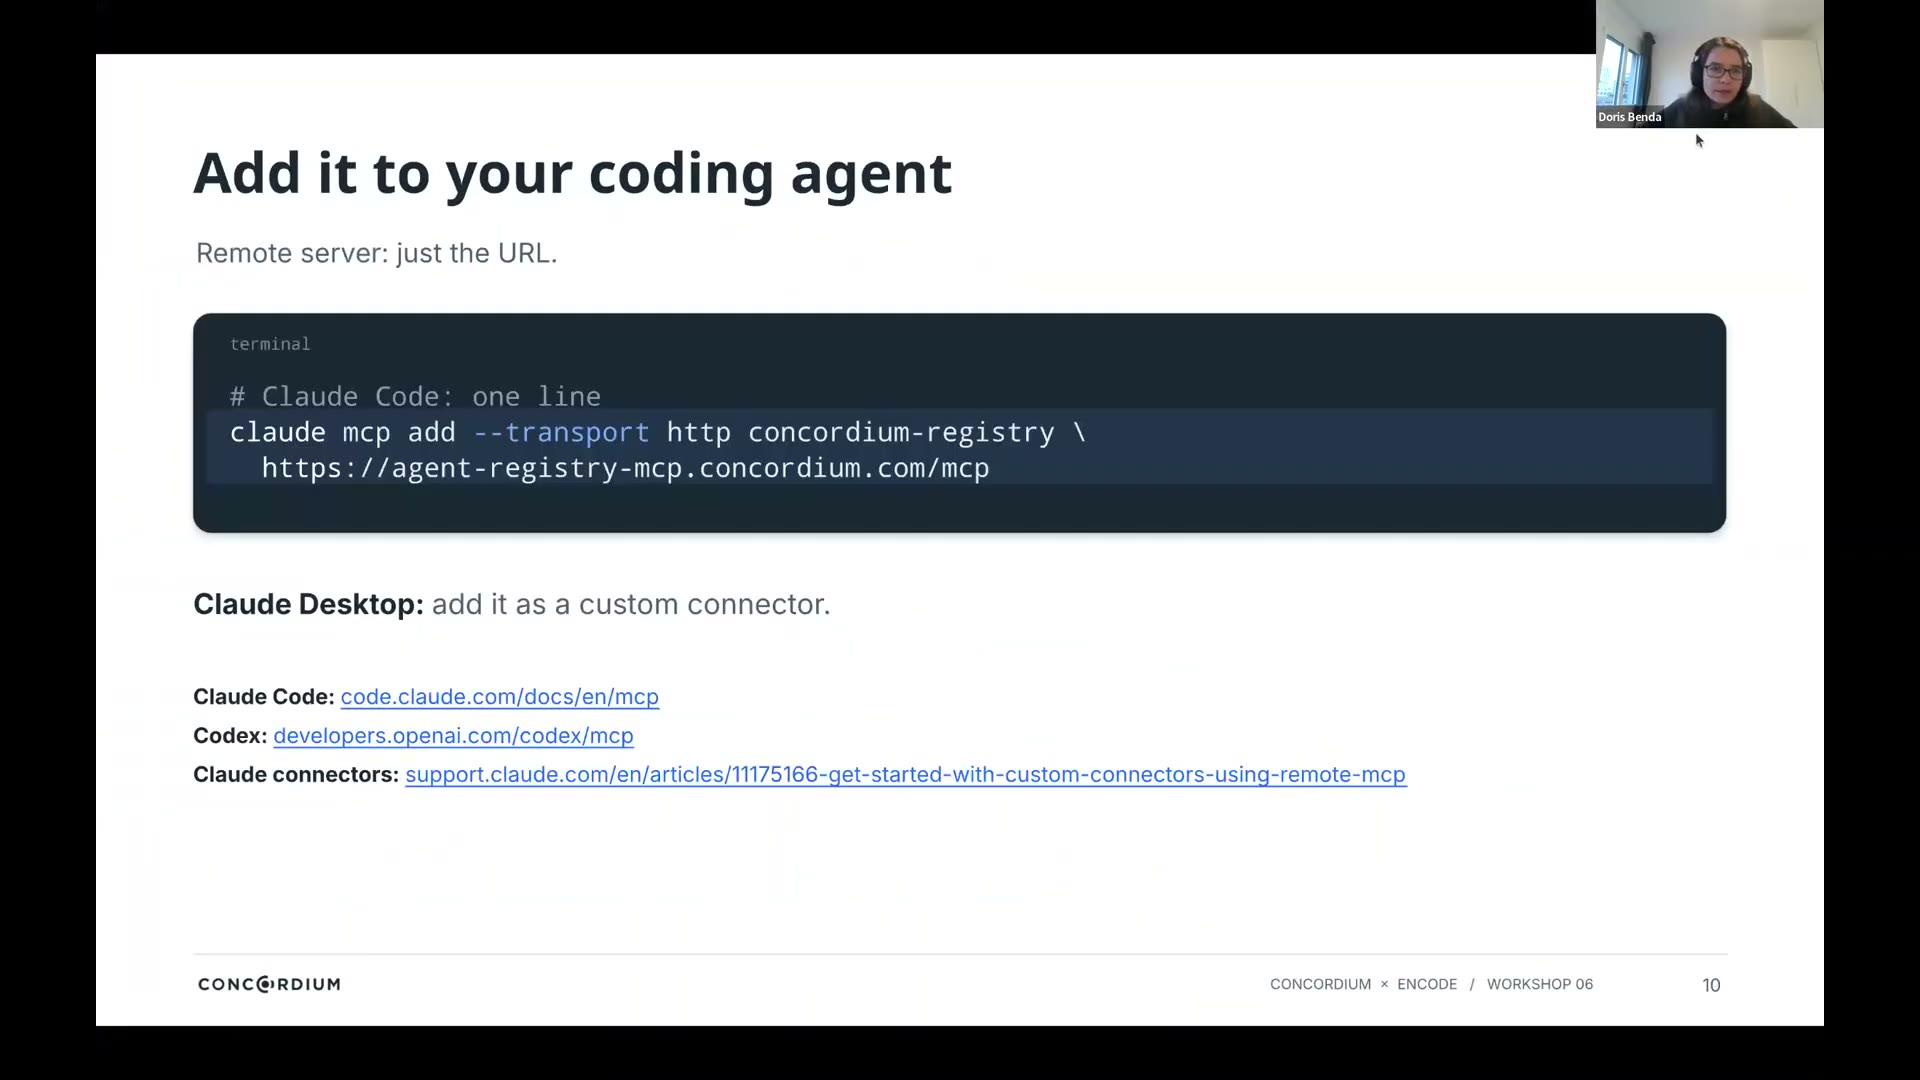 Doris Benda
Add it to your coding agent
Remote server: just the URL.
terminal
# Claude Code: one line
claude mcp add --transport http concordium-registry \
https://agent-registry-mcp.concordium.com/mcp
Claude Desktop: add it as a custom connector.
Claude Code: code.claude.com/docs/en/mcp
Codex: developers.openai.com/codex/mcp
Claude connectors: support.claude.com/en/articles/11175166-get-started-with-custom-connectors-using-remote-mcp
CONCORDIUM
CONCORDIUM × ENCODE / WORKSHOP 06
10